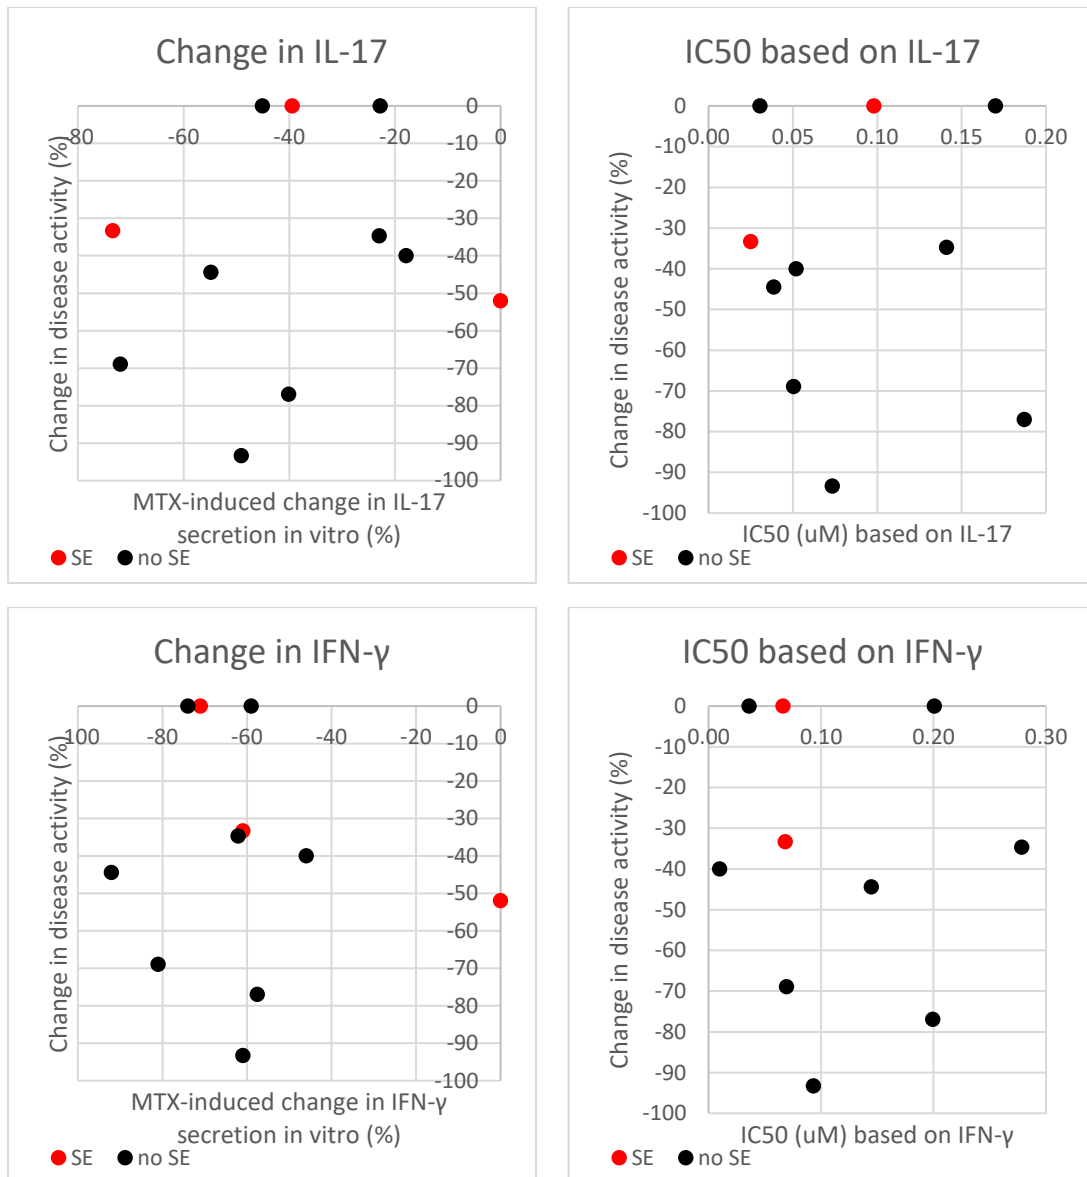 Change in IL-17
0
-80
-60
-40
-20
0
-10
-20
-30
-40
-50
-60
-70
-80
-90
-100
Change in disease activity (%)
MTX-induced change in IL-17
secretion in vitro (%)
SE
no SE
IC50 based on IL-17
0
0.00
0.05
0.10
0.15
0.20
-10
-20
-30
-40
-50
-60
-70
-80
-90
-100
Change in disease activity (%)
IC50 (uM) based on IL-17
SE
no SE
Change in IFN-γ
0
100
-80
-60
-40
-20
0
-10
-20
-30
-40
-50
-60
-70
-80
-90
-100
Change in disease activity (%)
MTX-induced change in IFN-γ
secretion in vitro (%)
SE
no SE
IC50 based on IFN-γ
0
0.00
0.10
0.20
0.30
-10
-20
-30
-40
-50
-60
-70
-80
-90
-100
Change in disease activity (%)
IC50 (uM) based on IFN-γ
SE
no SE